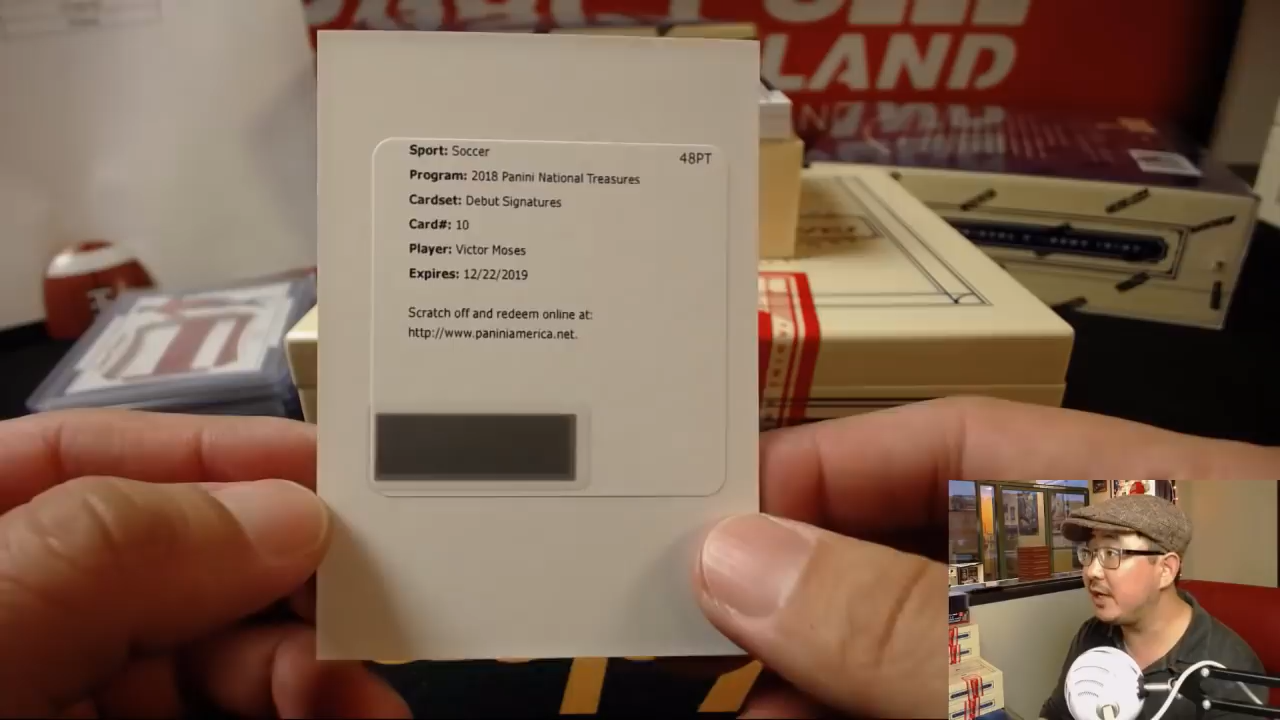 LAND
Sport: Soccer
48PT
Program: 2018 Panini National Treasures
Cardset: Debut Signatures
Card#: 10
Player: Victor Moses
Expires: 12/22/2019
Scratch off and redeem online at:
http://www.paniniamerica.net.